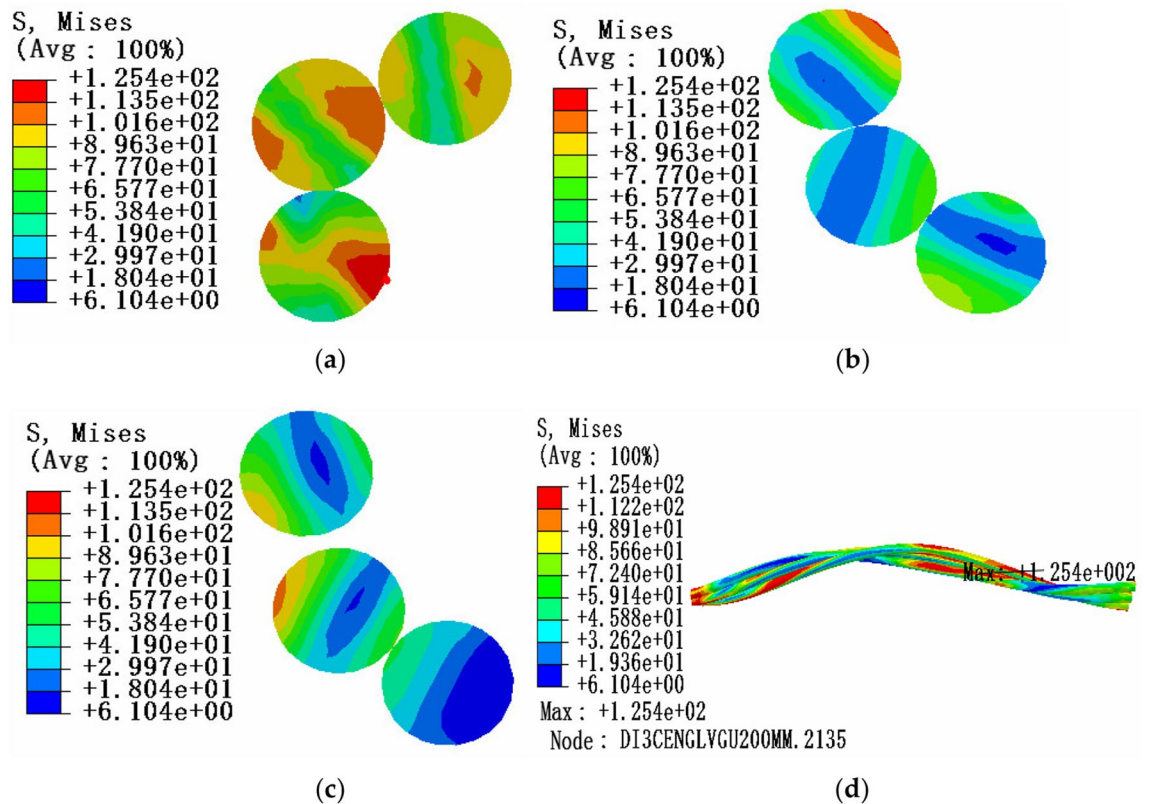 S, Mises
(Avg : 100%)
+1.254e+02
+1.135e+02
+1.016e+02
+8.963e+01
+7.770e+01
+6.577e+01
+5.384e+01
+4.190e+01
+2.997e+01
+1.804e+01
+6.104e+00
(a)
S, Mises
(Avg : 100%)
+1.254e+02
+1.135e+02
+1.016e+02
+8.963e+01
+7.770e+01
+6.577e+01
+5.384e+01
+4.190e+01
+2.997e+01
+1.804e+01
+6.104e+00
(b)
S, Mises
(Avg : 100%)
+1.254e+02
+1.135e+02
+1.016e+02
+8.963e+01
+7.770e+01
+6.577e+01
+5.384e+01
+4.190e+01
+2.997e+01
+1.804e+01
+6.104e+00
(c)
S, Mises
(Avg : 100%)
+1.254e+02
+1.122e+02
+9.891e+01
+8.566e+01
+7.240e+01
+5.914e+01
+4.588e+01
+3.262e+01
+1.936e+01
+6.104e+00
Max : +1.254e+02
Node : DI3CENGLVGU200MM.2135
Max: +1.254e+002
(d)